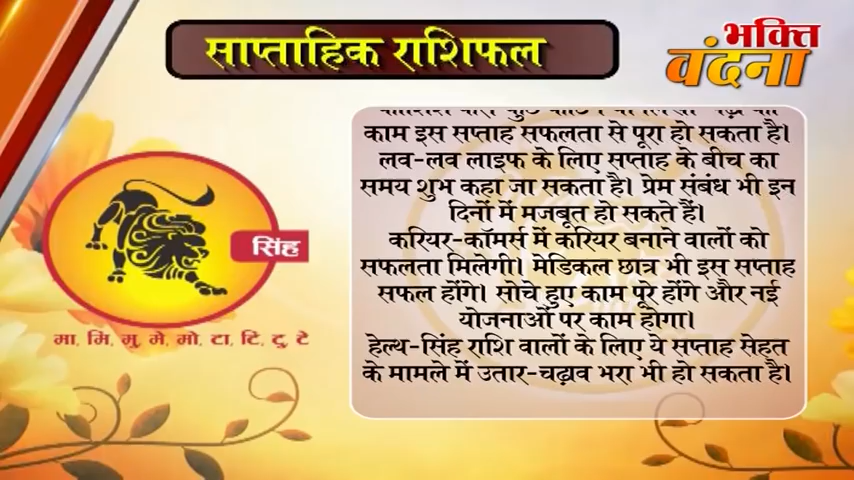 साप्ताहिक राशिफल
भक्ति
वंदना
काम इस सप्ताह सफलता से पूरा हो सकता है।
लव-लव लाइफ के लिए सप्ताह के बीच का
समय शुभ कहा जा सकता है। प्रेम संबंध भी इन
दिनों में मजबूत हो सकते हैं।
करियर-कॉमर्स में करियर बनाने वालों को
सफलता मिलेगी। मेडिकल छात्र भी इस सप्ताह
सफल होंगे। सोचे हुए काम पूरे होंगे और नई
योजनाओं पर काम होगा।
हेल्थ-सिंह राशि वालों के लिए ये सप्ताह सेहत
के मामले में उतार-चढ़ाव भरा भी हो सकता है।
सिंह
मा, मि, मु, मे, मो, टा, टि, टु, टे